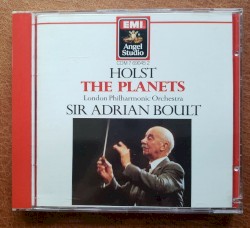 EMI
Angel
Studio
HOLST
THE PLANETS
London Philharmonic Orchestra
SIR ADRIAN BOULT